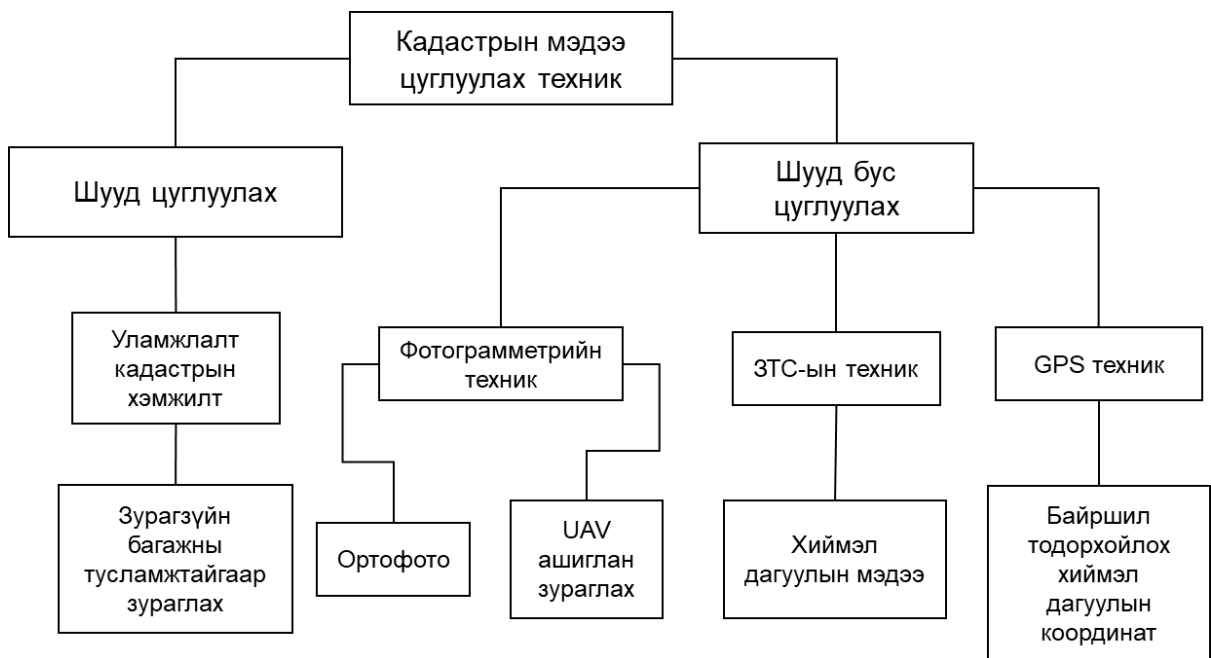 Кадастрын мэдээ
цуглуулах техник
Шууд цуглуулах
Шууд бус
цуглуулах
Уламжлалт
кадастрын
хэмжилт
Фотограмметрийн
техник
ЗТС-ын техник
GPS техник
Зурагзүйн
багажны
тусламжтайгаар
зураглах
Ортофото
UAV
ашиглан
зураглах
Хиймэл
дагуулын мэдээ
Байршил
тодорхойлох
хиймэл
дагуулын
координат